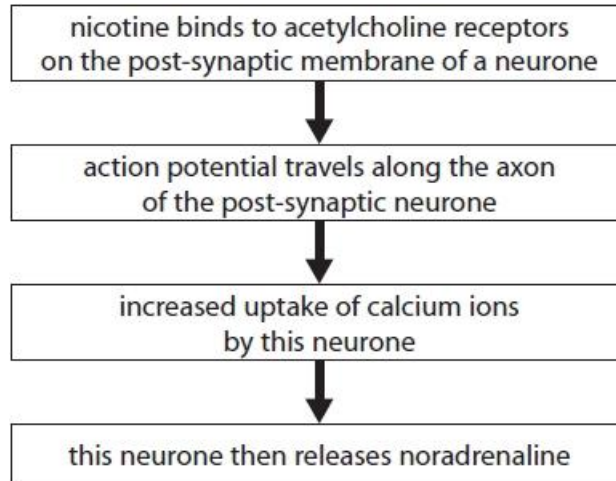 nicotine binds to acetylcholine receptors
on the post-synaptic membrane of a neurone
action potential travels along the axon
of the post-synaptic neurone
increased uptake of calcium ions
by this neurone
this neurone then releases noradrenaline